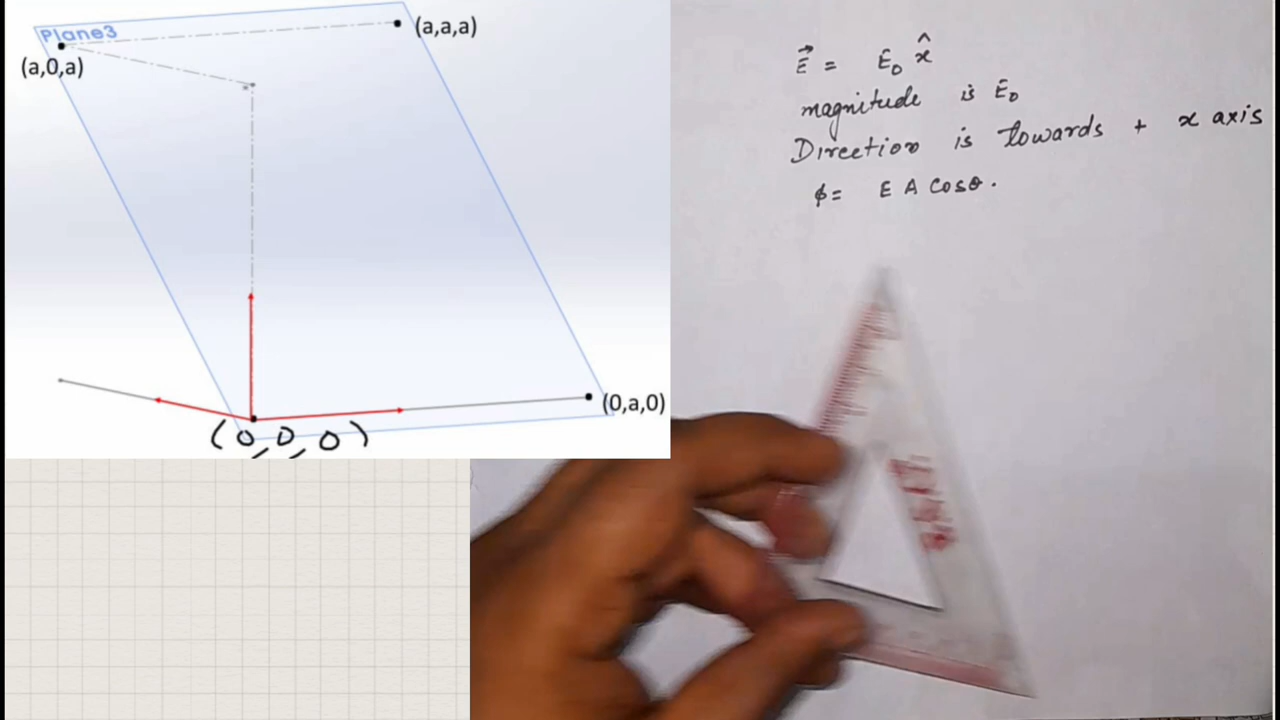 Plane3
(a,a,a)
(a,0,a)
(0,a,0)
(0,0,0)
E⃗ = E₀ x̂
magnitude is E₀
Direction is towards + x axis
ϕ= E A Cosθ.